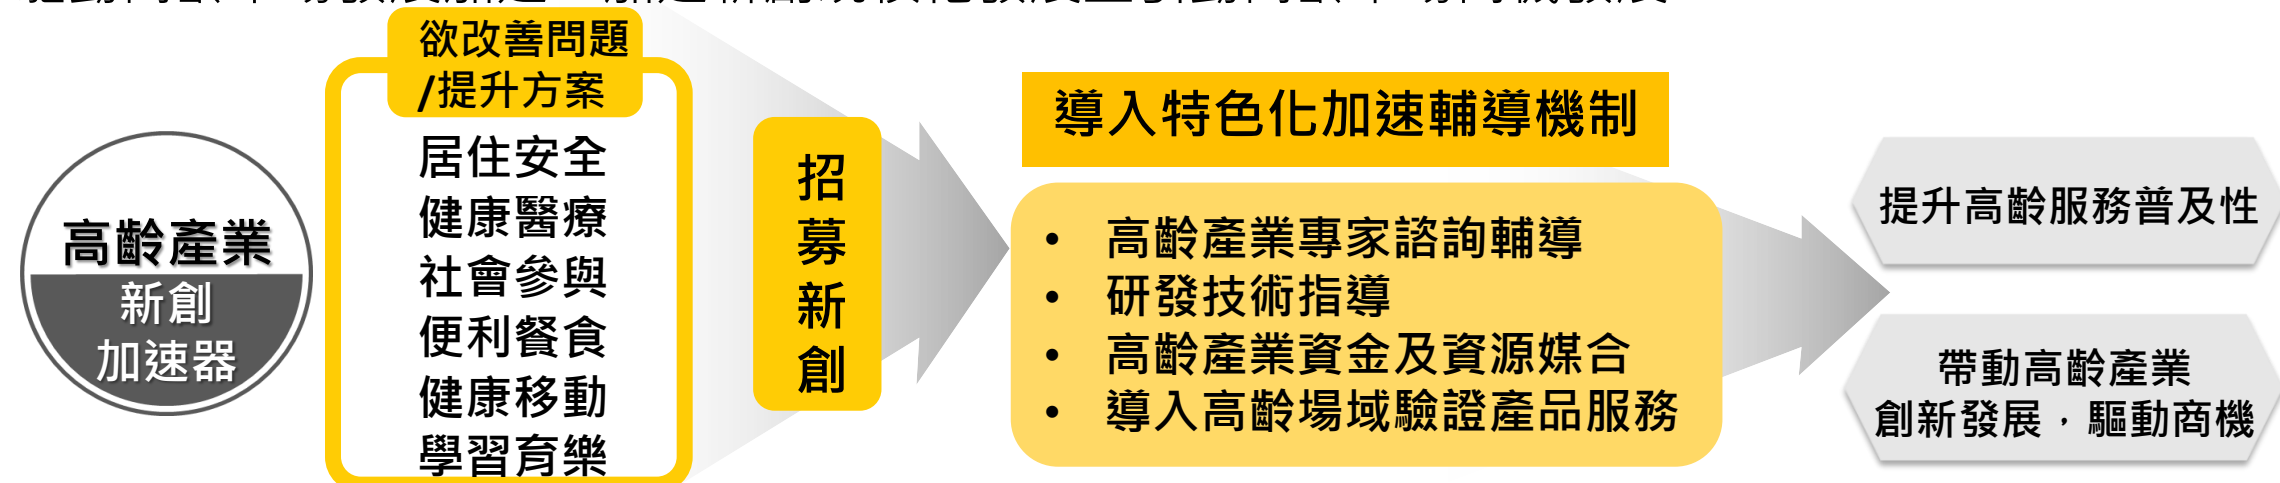 高齡產業
新創
加速器
欲改善問題
/提升方案
居住安全
健康醫療
社會參與
便利餐食
健康移動
學習育樂
招
募
新
創
導入特色化加速輔導機制
• 高齡產業專家諮詢輔導
• 研發技術指導
• 高齡產業資金及資源媒合
• 導入高齡場域驗證產品服務
提升高齡服務普及性
帶動高齡產業
創新發展，驅動商機